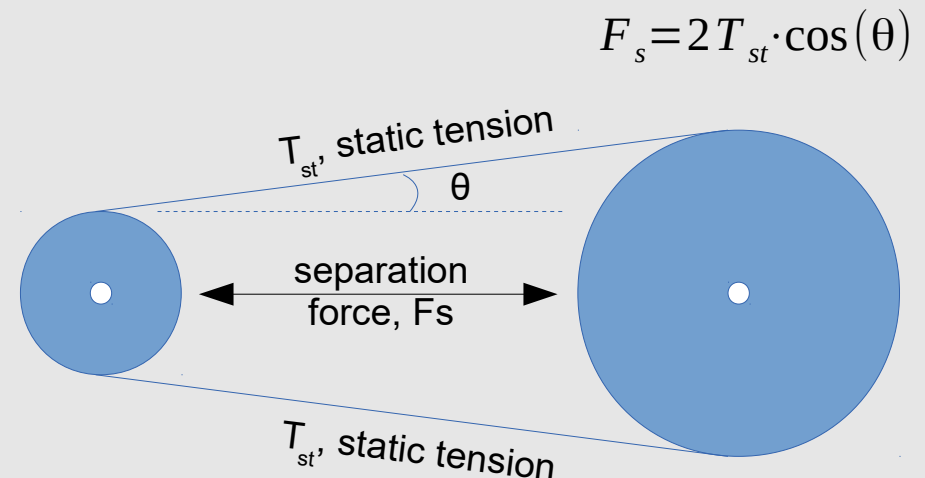 F_s=2T_st·cos(θ)
T_st, static tension
θ
separation
force, Fs
T_st, static tension